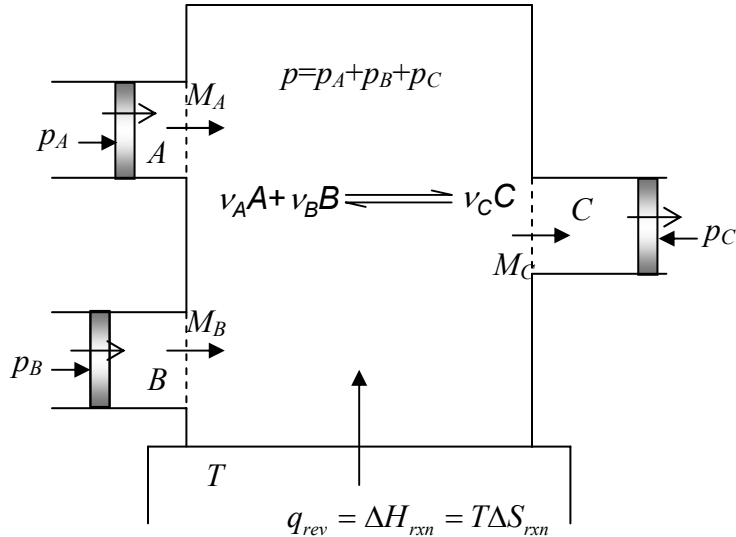 p=p_A+p_B+p_C
M_A
p_A
A
ν_A A+ ν_B B ⇌ ν_C C
C
p_C
M_C
M_B
p_B
B
T
q_rev = ΔH_rxn = TΔS_rxn